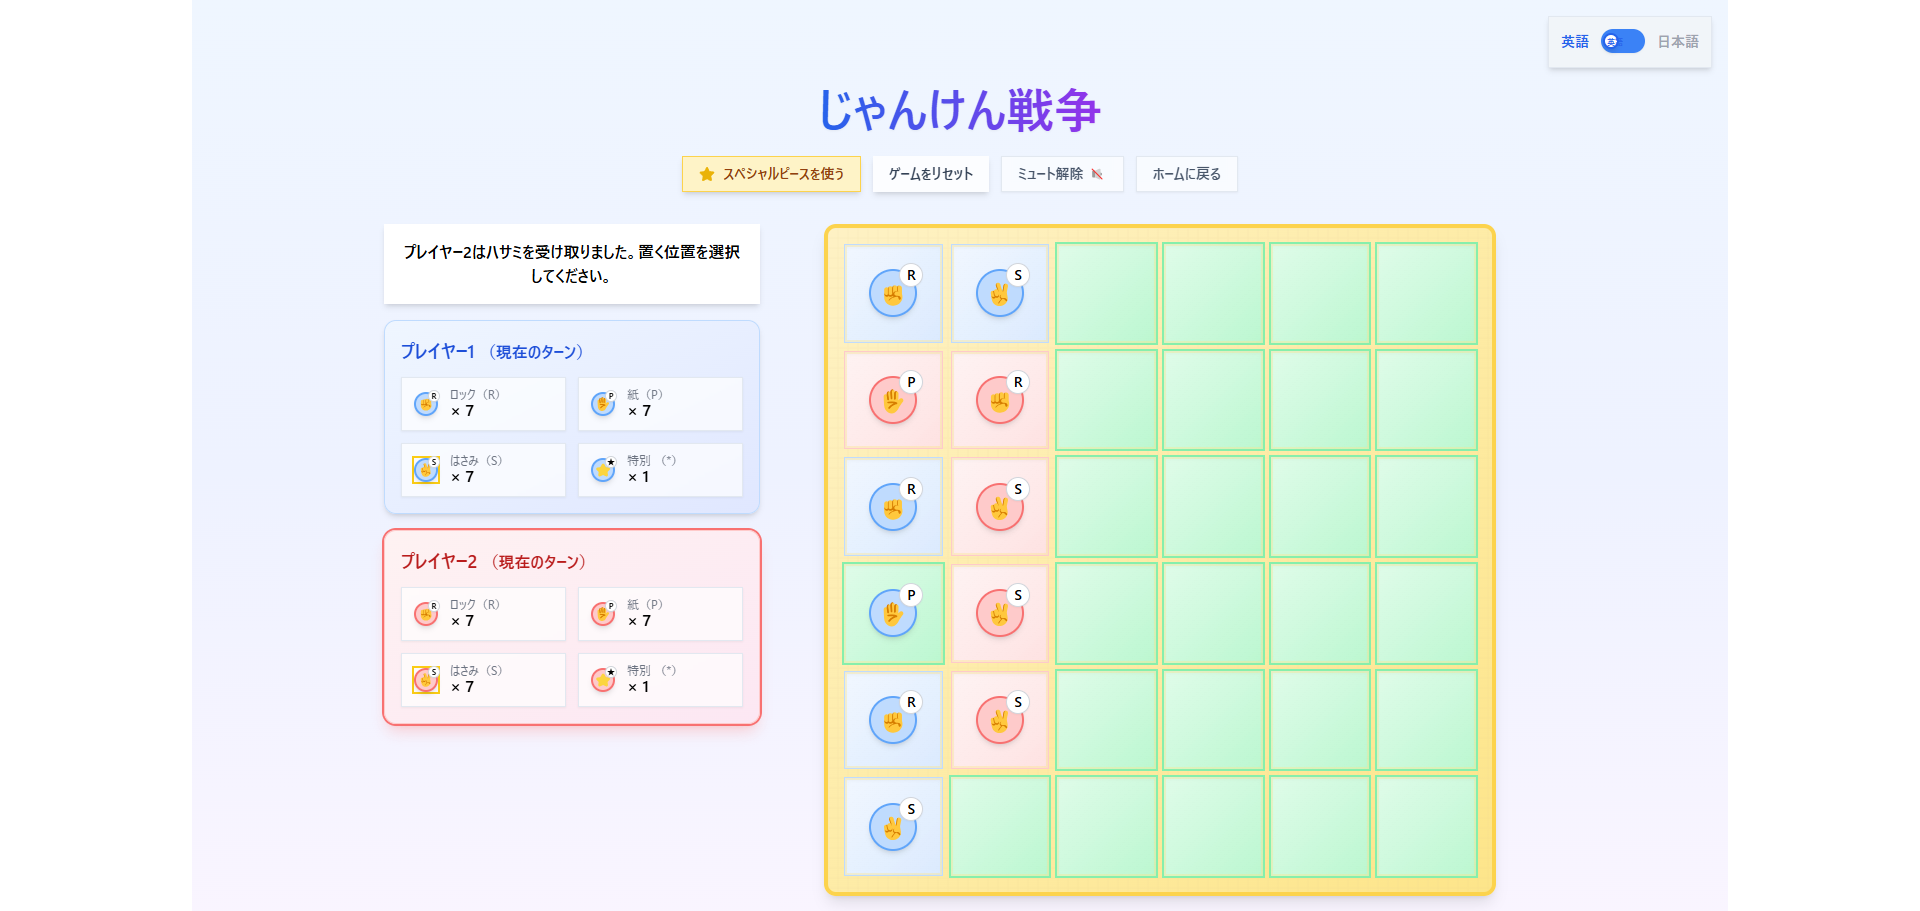 英語 英 日本語
じゃんけん戦争
スペシャルピースを使う ゲームをリセット ミュート解除 ホームに戻る
プレイヤー2はハサミを受け取りました。置く位置を選択
してください。
プレイヤー1 （現在のターン）
R ロック（R） × 7
P 紙（P） × 7
S はさみ（S） × 7
★ 特別 （*） × 1
プレイヤー2 （現在のターン）
R ロック（R） × 7
P 紙（P） × 7
S はさみ（S） × 7
★ 特別 （*） × 1
R S
P R
R S
P S
R S
S